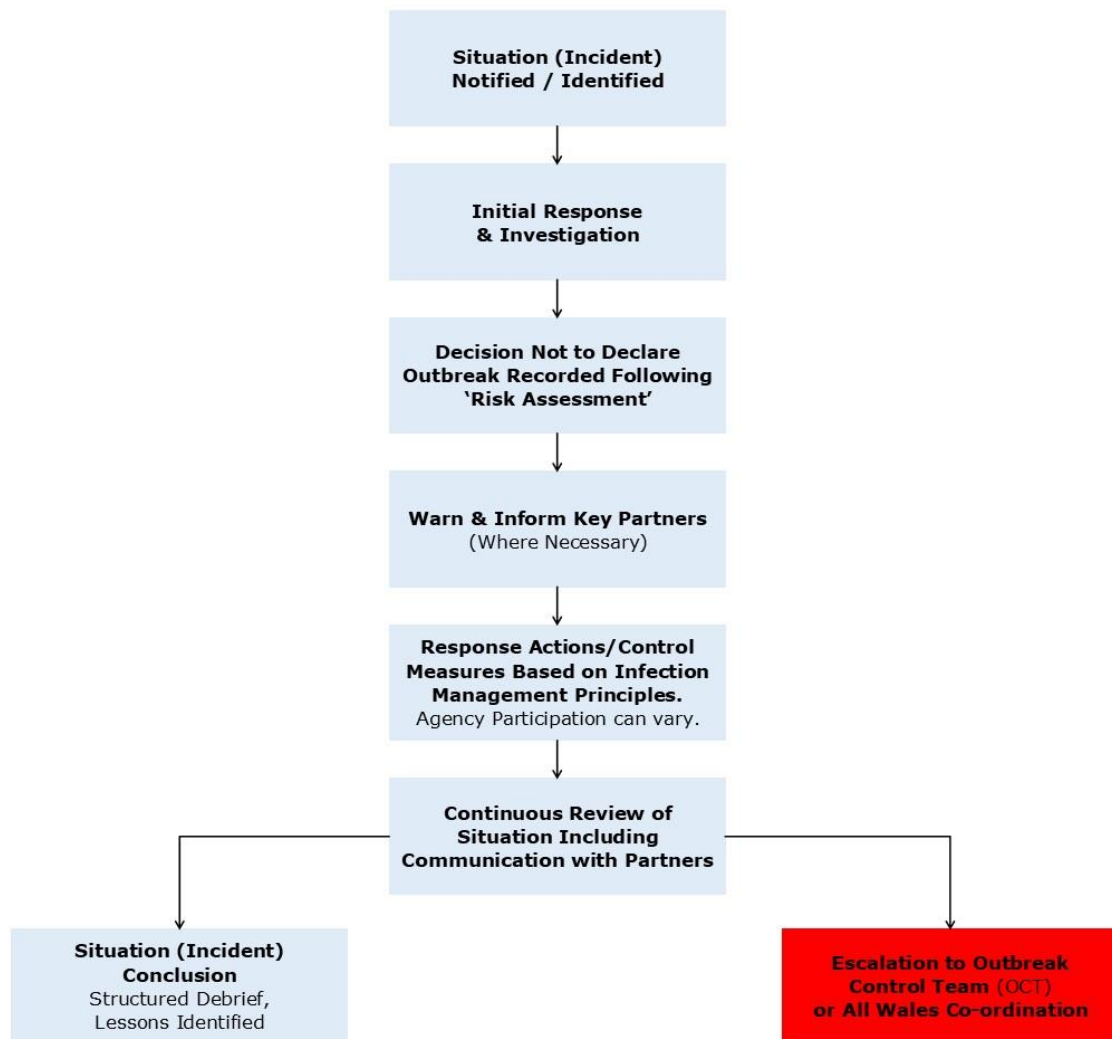 Situation (Incident)
Notified / Identified
Initial Response
& Investigation
Decision Not to Declare
Outbreak Recorded Following
‘Risk Assessment’
Warn & Inform Key Partners
(Where Necessary)
Response Actions/Control
Measures Based on Infection
Management Principles.
Agency Participation can vary.
Continuous Review of
Situation Including
Communication with Partners
Situation (Incident)
Conclusion
Structured Debrief,
Lessons Identified
Escalation to Outbreak
Control Team (OCT)
or All Wales Co-ordination